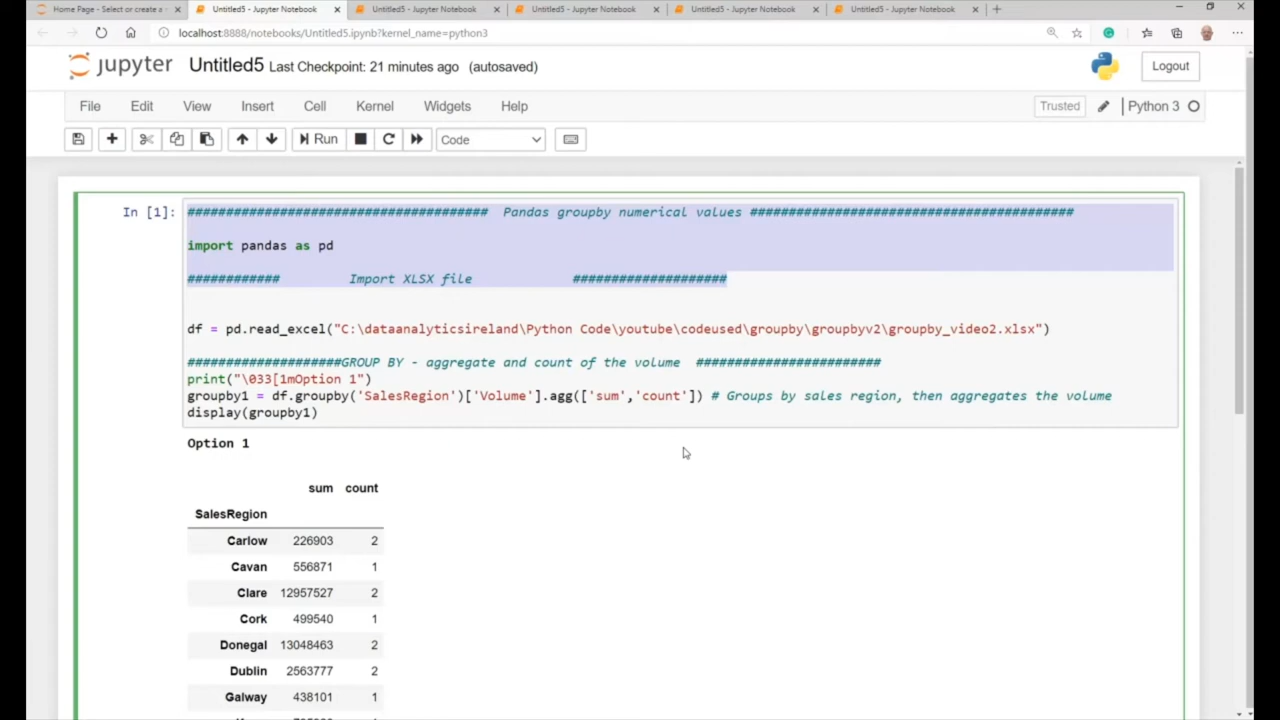 Home Page - Select or create a
Untitled5 - Jupyter Notebook
Untitled5 - Jupyter Notebook
Untitled5 - Jupyter Notebook
Untitled5 - Jupyter Notebook
Untitled5 - Jupyter Notebook
localhost:8888/notebooks/Untitled5.ipynb?kernel_name=python3
jupyter Untitled5 Last Checkpoint: 21 minutes ago (autosaved)
Logout
File Edit View Insert Cell Kernel Widgets Help
Trusted Python 3
Run Code
In [1]: ####################################### Pandas groupby numerical values ##########################################
import pandas as pd
############ Import XLSX file ####################
df = pd.read_excel("C:\dataanalyticsireland\Python Code\youtube\codeused\groupby\groupbyv2\groupby_video2.xlsx")
####################GROUP BY - aggregate and count of the volume ########################
print("\033[1mOption 1")
groupby1 = df.groupby('SalesRegion')['Volume'].agg(['sum','count']) # Groups by sales region, then aggregates the volume
display(groupby1)
Option 1
sum count
SalesRegion
Carlow 226903 2
Cavan 556871 1
Clare 12957527 2
Cork 499540 1
Donegal 13048463 2
Dublin 2563777 2
Galway 438101 1